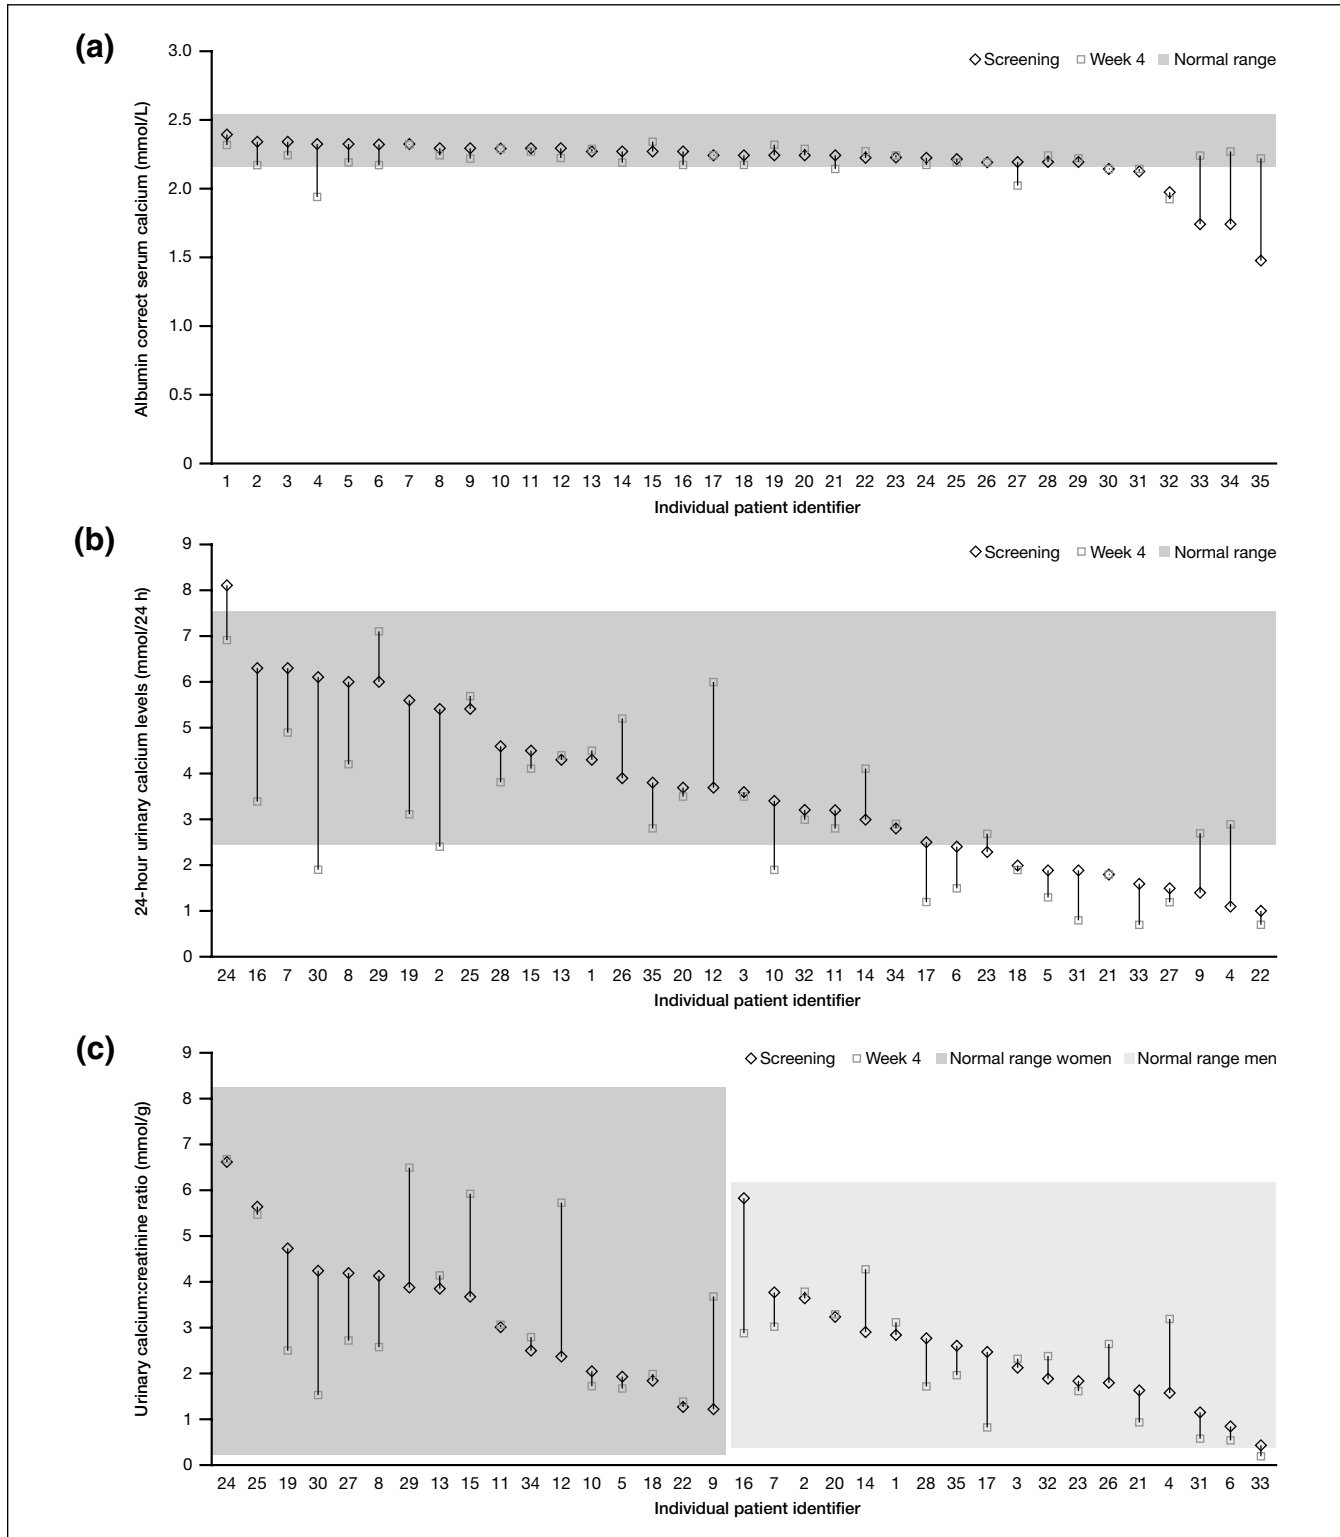 (a)
3.0
Screening Week 4 Normal range
2.5
2.0
1.5
1.0
0.5
0
Albumin correct serum calcium (mmol/L)
1 2 3 4 5 6 7 8 9 10 11 12 13 14 15 16 17 18 19 20 21 22 23 24 25 26 27 28 29 30 31 32 33 34 35
Individual patient identifier
(b)
9
Screening Week 4 Normal range
8
7
6
5
4
3
2
1
0
24-hour urinary calcium levels (mmol/24 h)
24 16 7 30 8 29 19 2 25 28 15 13 1 26 35 20 12 3 10 32 11 14 34 17 6 23 18 5 31 21 33 27 9 4 22
Individual patient identifier
(c)
9
Screening Week 4 Normal range women Normal range men
8
7
6
5
4
3
2
1
0
Urinary calcium:creatinine ratio (mmol/g)
24 25 19 30 27 8 29 13 15 11 34 12 10 5 18 22 9 16 7 2 20 14 1 28 35 17 3 32 23 26 21 4 31 6 33
Individual patient identifier